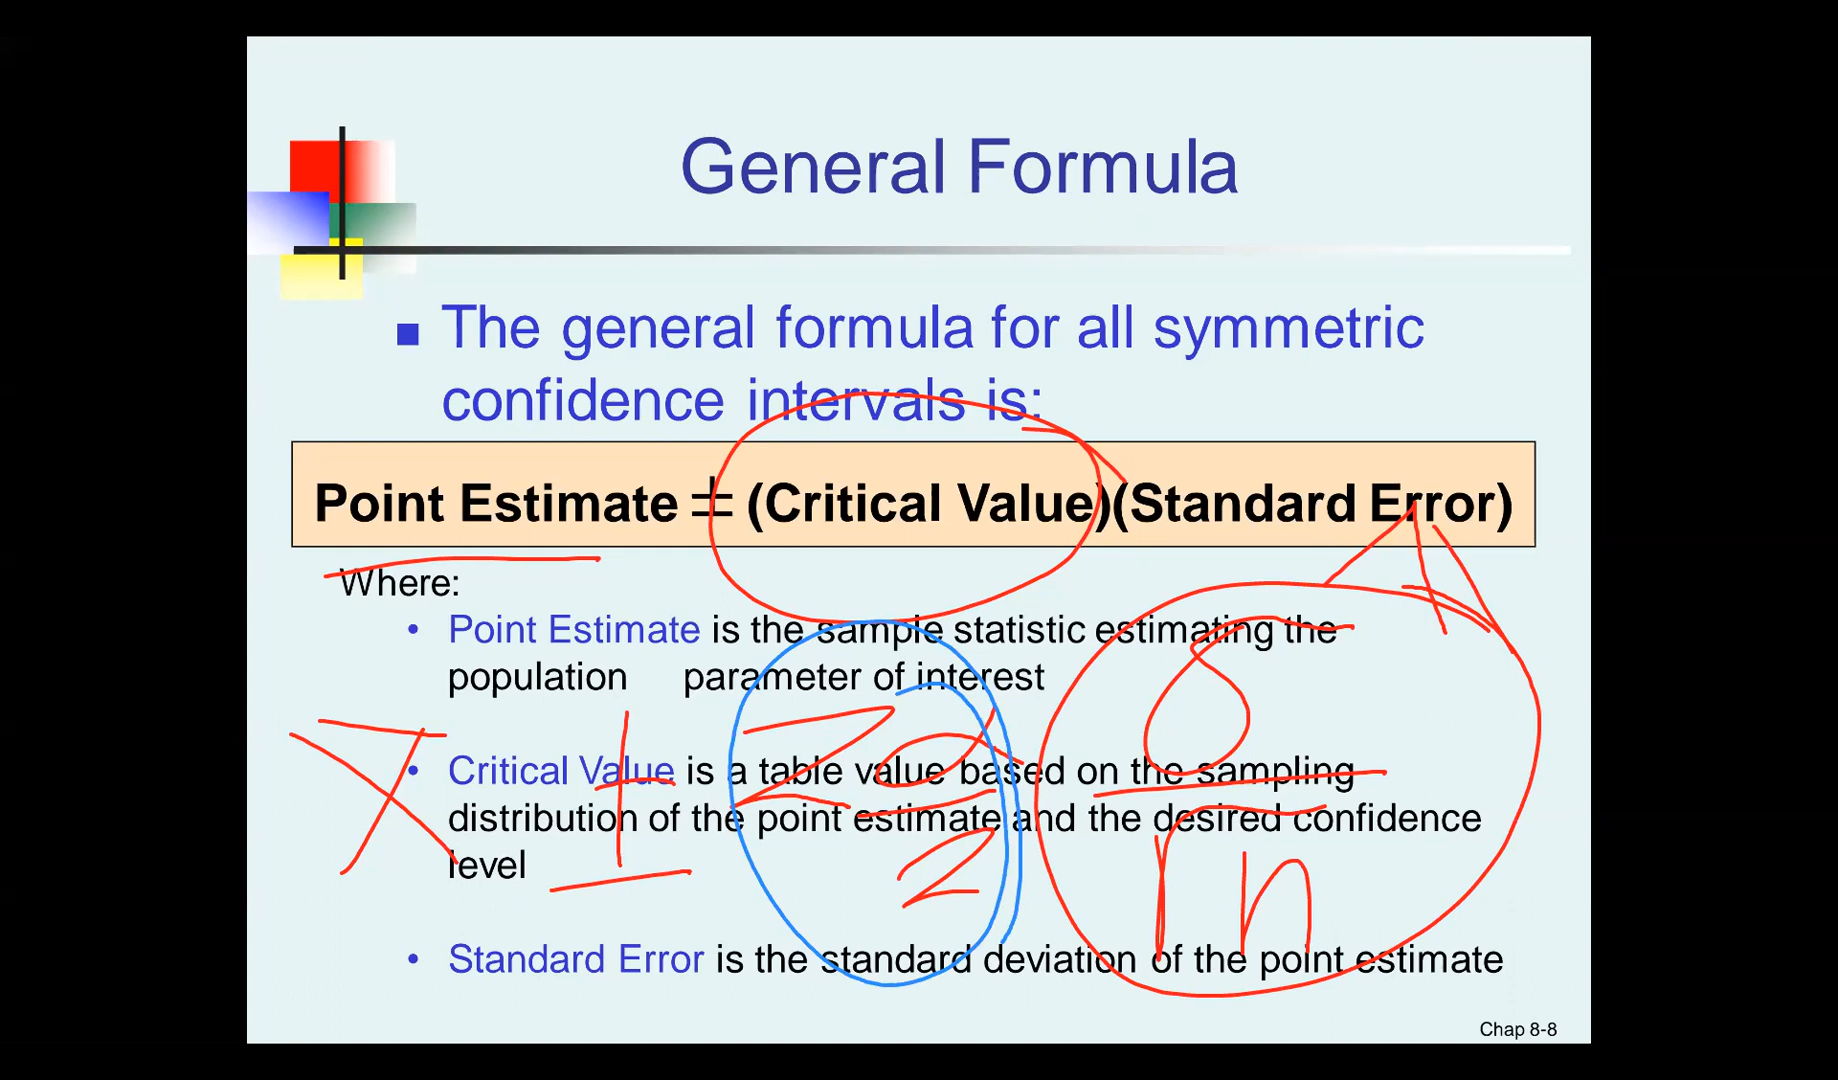 General Formula
■ The general formula for all symmetric
confidence intervals is:
Point Estimate ± (Critical Value)(Standard Error)
Where:
• Point Estimate is the sample statistic estimating the
population parameter of interest
• Critical Value is a table value based on the sampling
distribution of the point estimate and the desired confidence
level
X̄ ± Z α/2 σ/√n
• Standard Error is the standard deviation of the point estimate
Chap 8-8